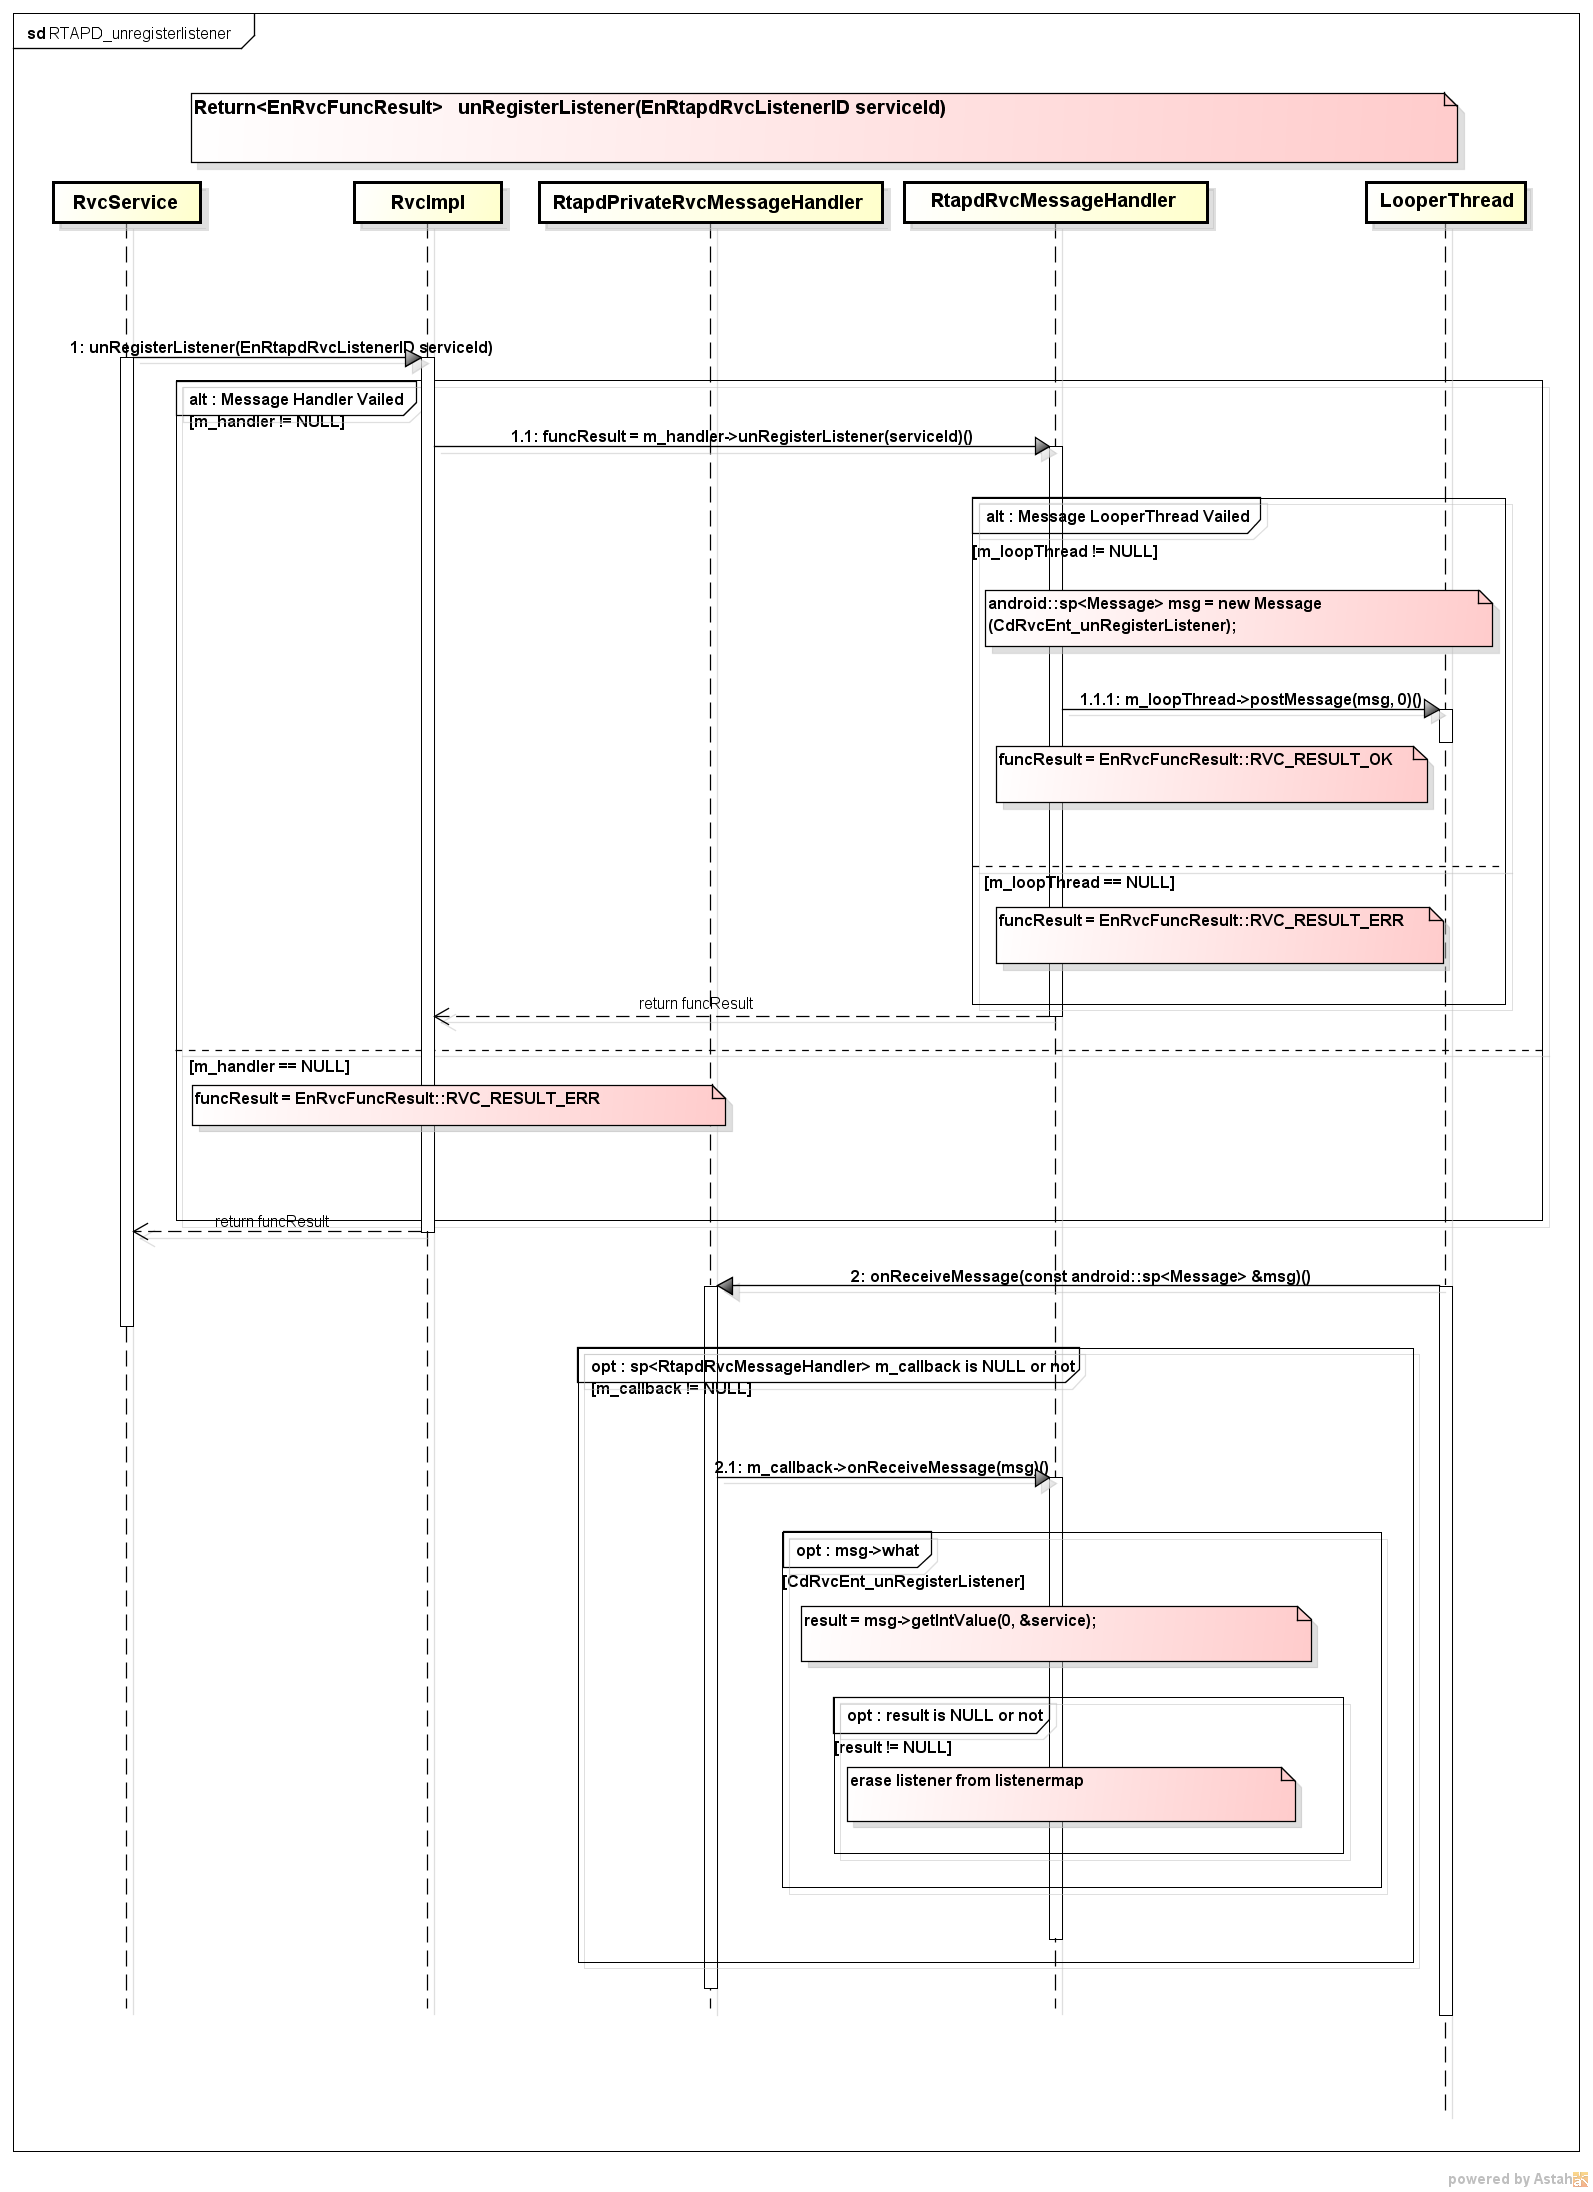 sd RTAPD_unregisterlistener
Return<EnRvcFuncResult>   unRegisterListener(EnRtapdRvcListenerID serviceId)
RvcService
RvcImpl
RtapdPrivateRvcMessageHandler
RtapdRvcMessageHandler
LooperThread
1: unRegisterListener(EnRtapdRvcListenerID serviceId)
alt : Message Handler Vailed
[m_handler != NULL]
1.1: funcResult = m_handler->unRegisterListener(serviceId)()
alt : Message LooperThread Vailed
[m_loopThread != NULL]
android::sp<Message> msg = new Message
(CdRvcEnt_unRegisterListener);
1.1.1: m_loopThread->postMessage(msg, 0)()
funcResult = EnRvcFuncResult::RVC_RESULT_OK
[m_loopThread == NULL]
funcResult = EnRvcFuncResult::RVC_RESULT_ERR
return funcResult
[m_handler == NULL]
funcResult = EnRvcFuncResult::RVC_RESULT_ERR
return funcResult
2: onReceiveMessage(const android::sp<Message> &msg)()
opt : sp<RtapdRvcMessageHandler> m_callback is NULL or not
[m_callback != NULL]
2.1: m_callback->onReceiveMessage(msg)()
opt : msg->what
[CdRvcEnt_unRegisterListener]
result = msg->getIntValue(0, &service);
opt : result is NULL or not
[result != NULL]
erase listener from listenermap
powered by Astah